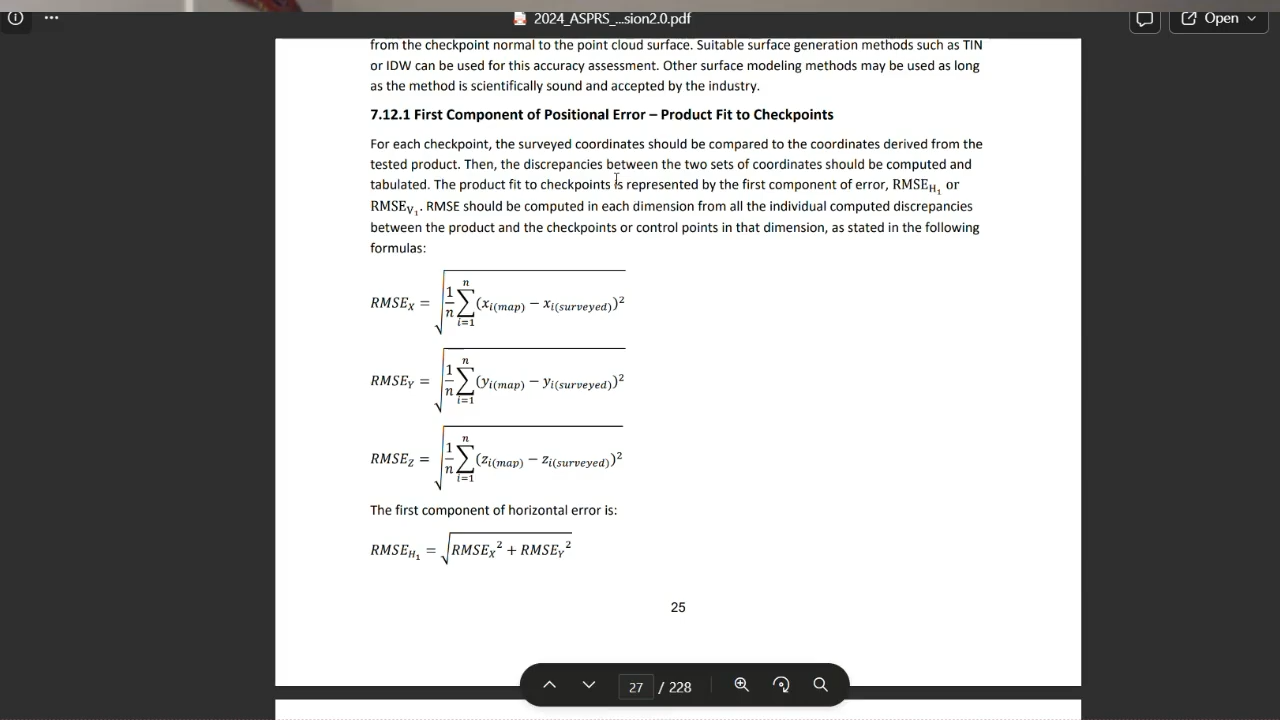 2024_ASPRS_...sion2.0.pdf
Open
from the checkpoint normal to the point cloud surface. Suitable surface generation methods such as TIN
or IDW can be used for this accuracy assessment. Other surface modeling methods may be used as long
as the method is scientifically sound and accepted by the industry.
7.12.1 First Component of Positional Error – Product Fit to Checkpoints
For each checkpoint, the surveyed coordinates should be compared to the coordinates derived from the
tested product. Then, the discrepancies between the two sets of coordinates should be computed and
tabulated. The product fit to checkpoints is represented by the first component of error, RMSE_H₁ or
RMSE_V₁. RMSE should be computed in each dimension from all the individual computed discrepancies
between the product and the checkpoints or control points in that dimension, as stated in the following
formulas:
RMSE_X = √(1/n ∑_{i=1}^{n} (x_{i(map)} − x_{i(surveyed)})²)
RMSE_Y = √(1/n ∑_{i=1}^{n} (y_{i(map)} − y_{i(surveyed)})²)
RMSE_Z = √(1/n ∑_{i=1}^{n} (z_{i(map)} − z_{i(surveyed)})²)
The first component of horizontal error is:
RMSE_H₁ = √(RMSE_X² + RMSE_Y²)
25
27 / 228